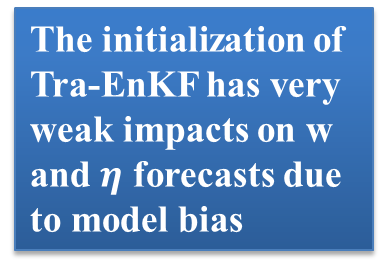 The initialization of
Tra-EnKF has very
weak impacts on w
and η forecasts due
to model bias